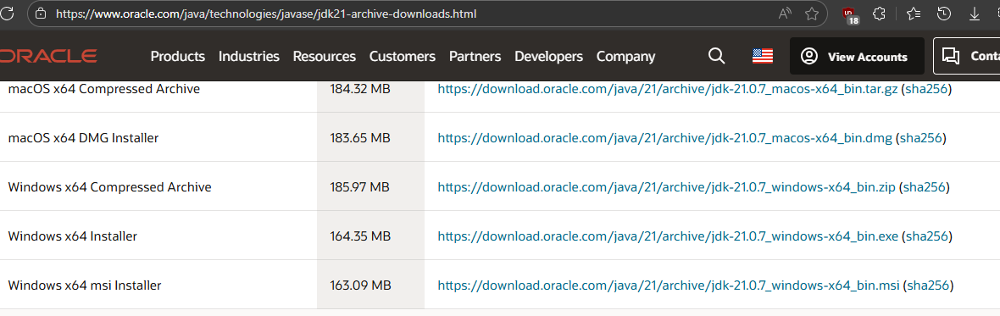 https://www.oracle.com/java/technologies/javase/jdk21-archive-downloads.html
18
ORACLE Products Industries Resources Customers Partners Developers Company View Accounts Conta
macOS x64 Compressed Archive 184.32 MB https://download.oracle.com/java/21/archive/jdk-21.0.7_macos-x64_bin.tar.gz (sha256)
macOS x64 DMG Installer 183.65 MB https://download.oracle.com/java/21/archive/jdk-21.0.7_macos-x64_bin.dmg (sha256)
Windows x64 Compressed Archive 185.97 MB https://download.oracle.com/java/21/archive/jdk-21.0.7_windows-x64_bin.zip (sha256)
Windows x64 Installer 164.35 MB https://download.oracle.com/java/21/archive/jdk-21.0.7_windows-x64_bin.exe (sha256)
Windows x64 msi Installer 163.09 MB https://download.oracle.com/java/21/archive/jdk-21.0.7_windows-x64_bin.msi (sha256)